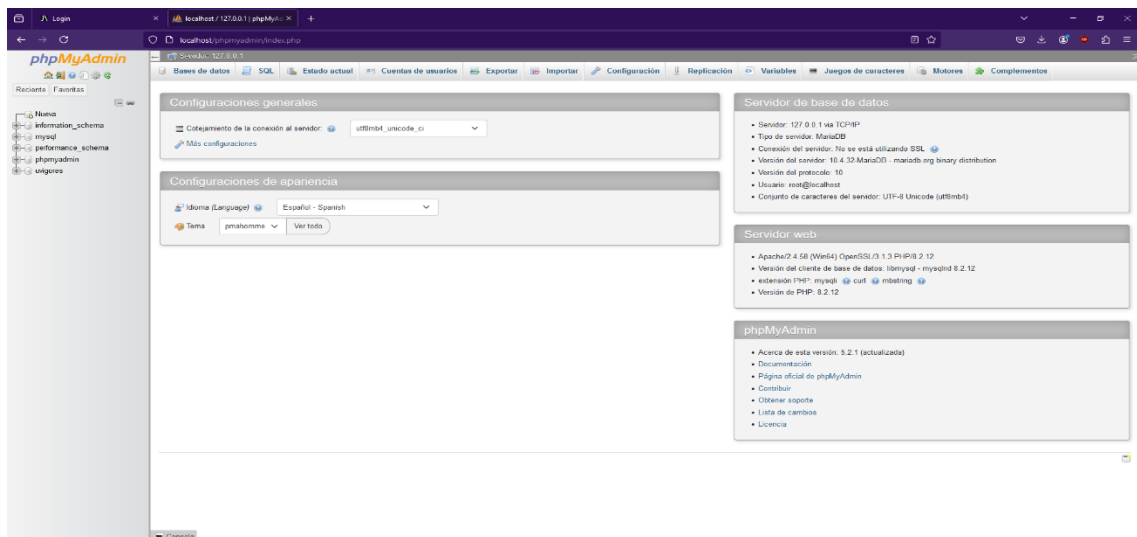 Login
localhost / 127.0.0.1 | phpMyAd
localhost/phpmyadmin/index.php
phpMyAdmin
Reciente Favoritas
Nueva
information_schema
mysql
performance_schema
phpmyadmin
uvigores
Servidor: 127.0.0.1
Bases de datos SQL Estado actual Cuentas de usuarios Exportar Importar Configuración Replicación Variables Juegos de caracteres Motores Complementos
Configuraciones generales
Cotejamiento de la conexión al servidor: utf8mb4_unicode_ci
Más configuraciones
Configuraciones de apariencia
Idioma (Language) Español - Spanish
Tema pmahomme Ver todo
Servidor de base de datos
• Servidor: 127.0.0.1 via TCP/IP
• Tipo de servidor: MariaDB
• Conexión del servidor: No se está utilizando SSL
• Versión del servidor: 10.4.32-MariaDB - mariadb.org binary distribution
• Versión del protocolo: 10
• Usuario: root@localhost
• Conjunto de caracteres del servidor: UTF-8 Unicode (utf8mb4)
Servidor web
• Apache/2.4.58 (Win64) OpenSSL/3.1.3 PHP/8.2.12
• Versión del cliente de base de datos: libmysql - mysqlnd 8.2.12
• extensión PHP: mysqli curl mbstring
• Versión de PHP: 8.2.12
phpMyAdmin
• Acerca de esta versión: 5.2.1 (actualizada)
• Documentación
• Página oficial de phpMyAdmin
• Contribuir
• Obtener soporte
• Lista de cambios
• Licencia
Consola